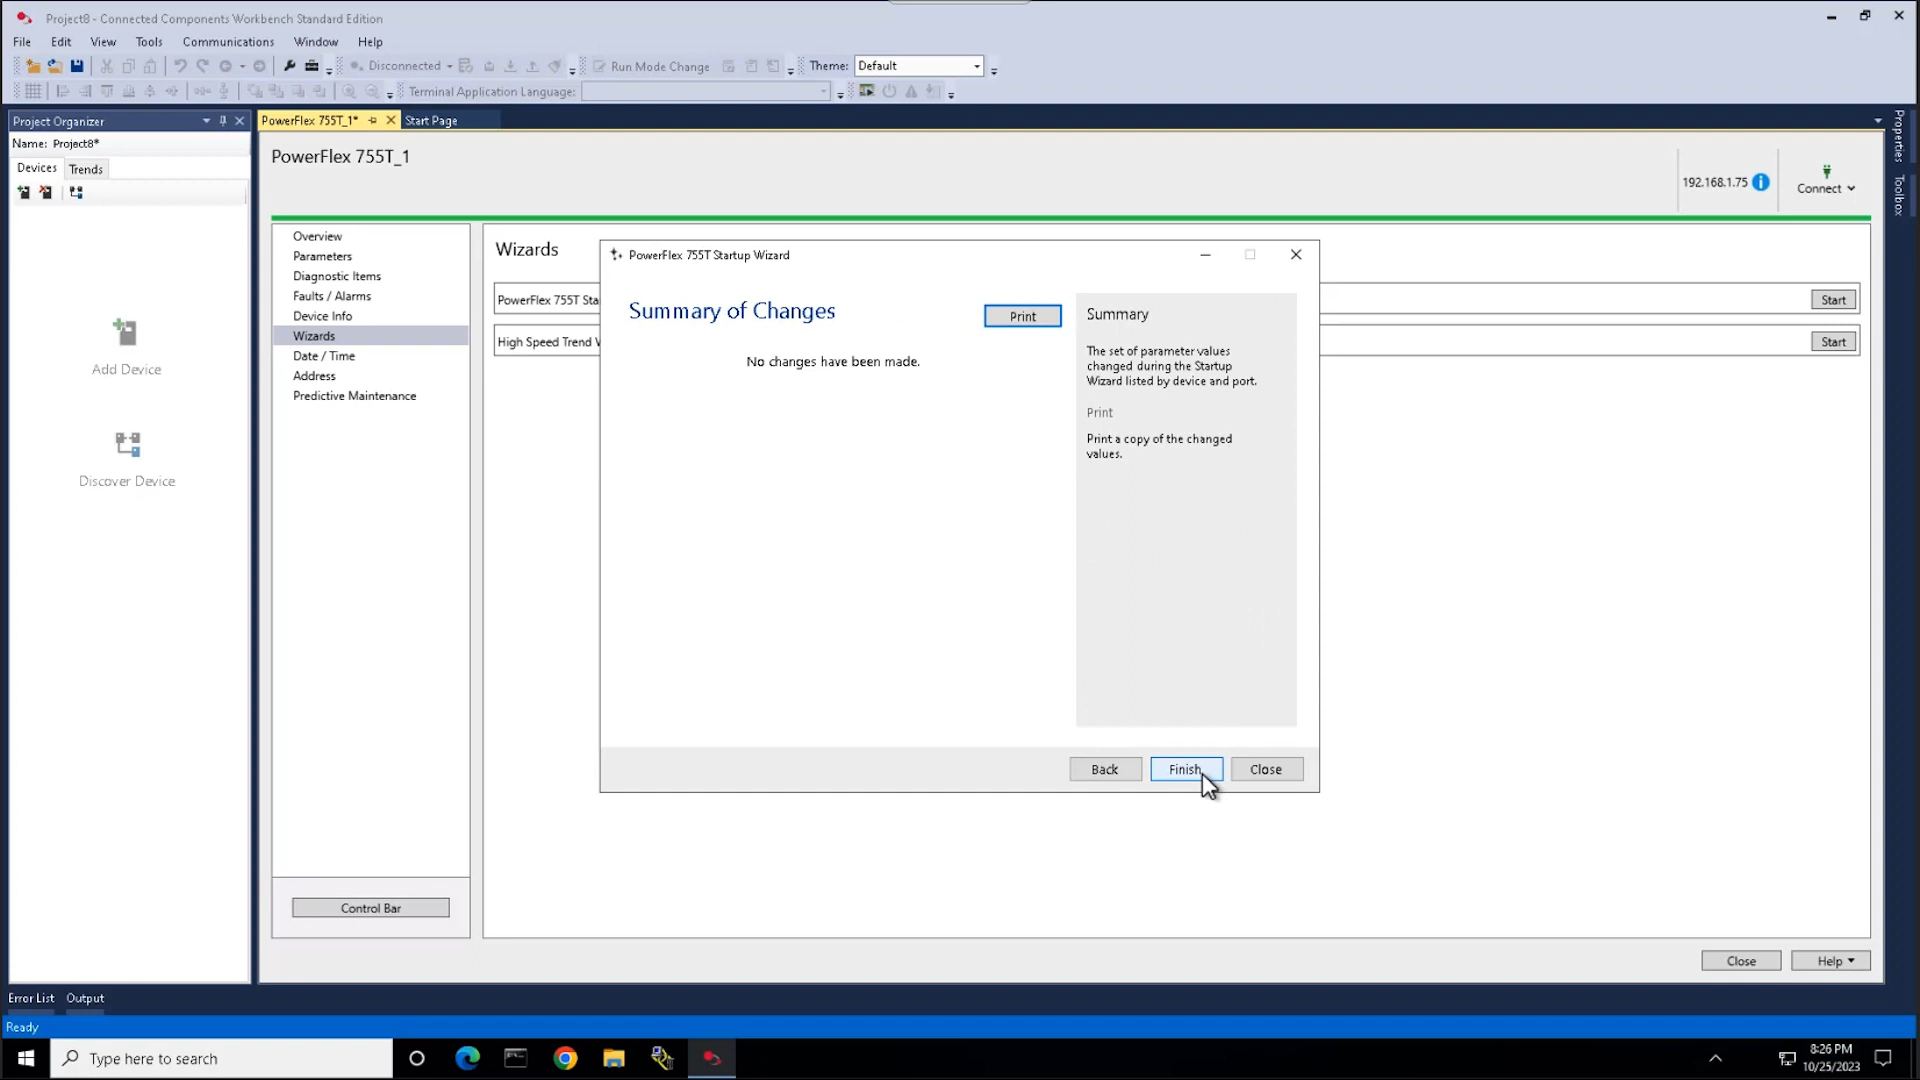 Project8 - Connected Components Workbench Standard Edition
File Edit View Tools Communications Window Help
Disconnected Run Mode Change Theme: Default
Terminal Application Language:
Project Organizer
Name: Project8*
Devices Trends
Add Device
Discover Device
PowerFlex 755T_1* Start Page
PowerFlex 755T_1
192.168.1.75
Connect
Properties
Toolbox
Overview
Parameters
Diagnostic Items
Faults / Alarms
Device Info
Wizards
Date / Time
Address
Predictive Maintenance
Control Bar
Wizards
PowerFlex 755T Sta
Start
High Speed Trend W
Start
PowerFlex 755T Startup Wizard
Summary of Changes
Print
No changes have been made.
Summary
The set of parameter values
changed during the Startup
Wizard listed by device and port.
Print
Print a copy of the changed
values.
Back Finish Close
Close Help
Error List Output
Ready
Type here to search
8:26 PM
10/25/2023